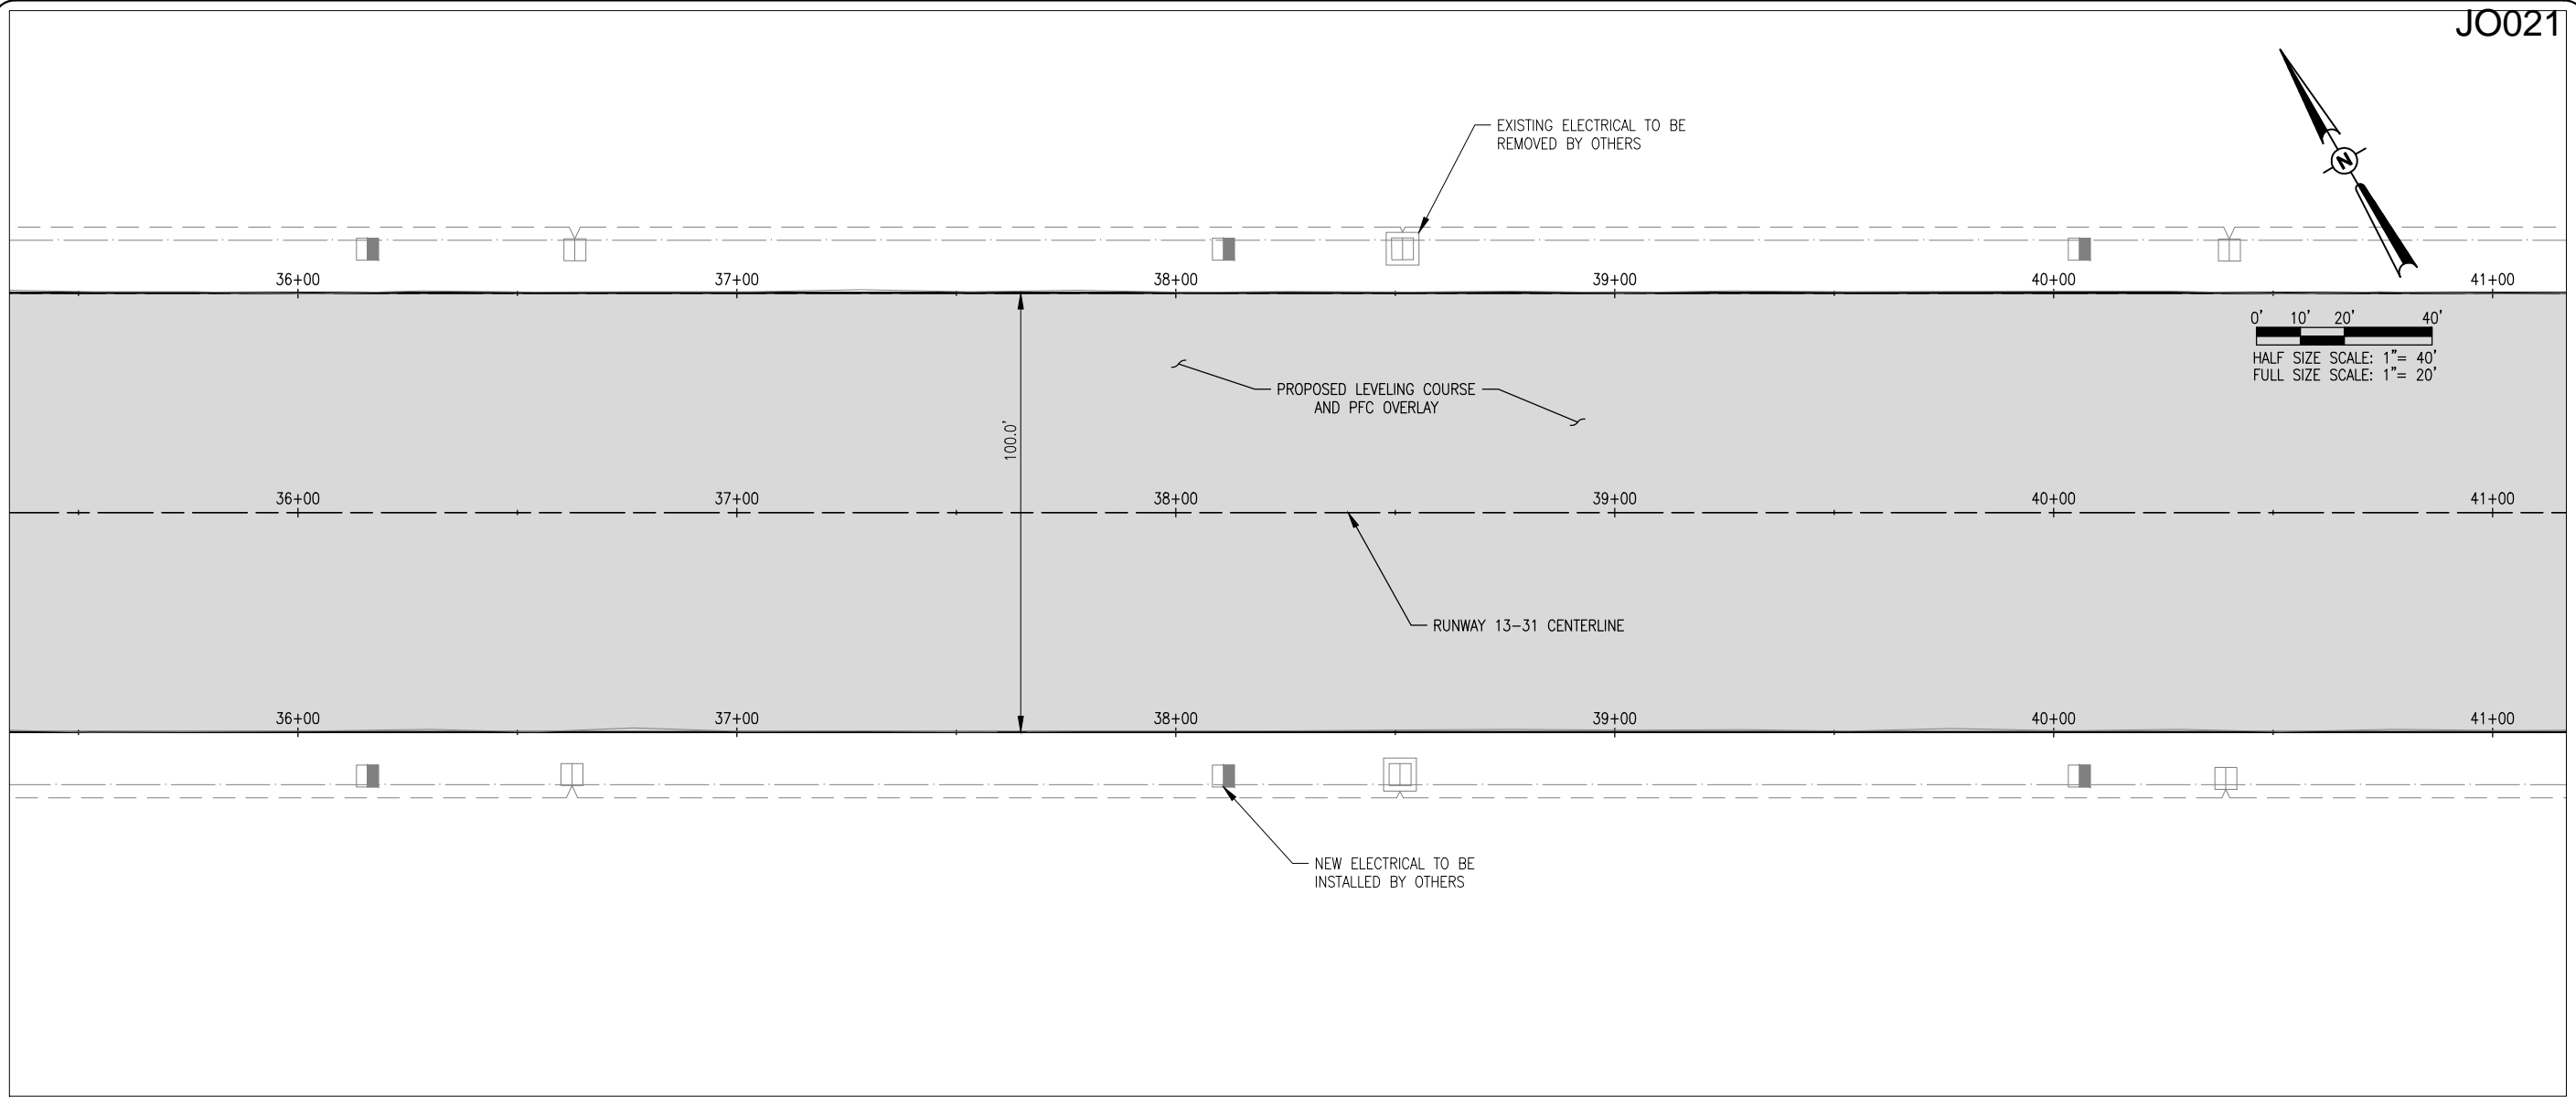 JO021
EXISTING ELECTRICAL TO BE
REMOVED BY OTHERS
N
36+00 37+00 38+00 39+00 40+00 41+00
0' 10' 20' 40'
HALF SIZE SCALE: 1"= 40'
FULL SIZE SCALE: 1"= 20'
PROPOSED LEVELING COURSE
AND PFC OVERLAY
100.0'
36+00 37+00 38+00 39+00 40+00 41+00
RUNWAY 13-31 CENTERLINE
36+00 37+00 38+00 39+00 40+00 41+00
NEW ELECTRICAL TO BE
INSTALLED BY OTHERS